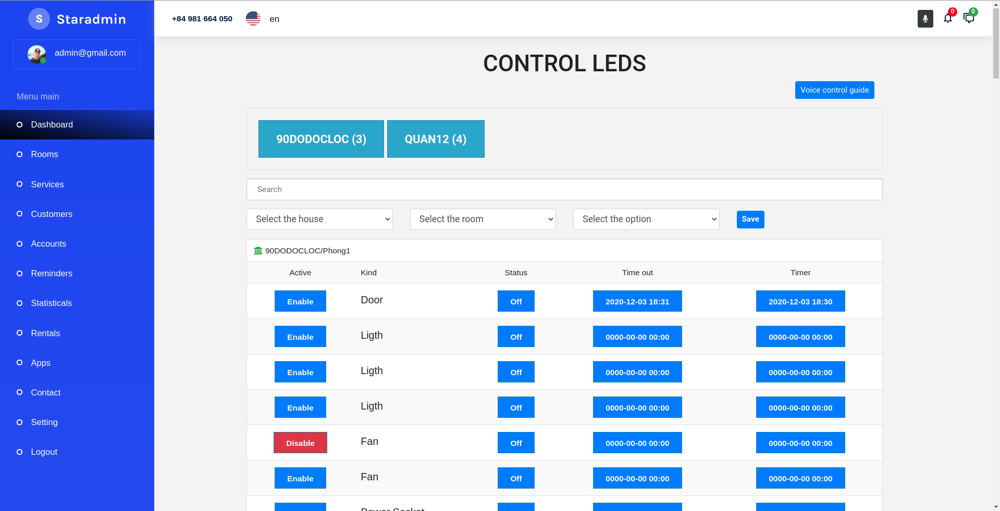 S Staradmin
admin@gmail.com
Menu main
Dashboard
Rooms
Services
Customers
Accounts
Reminders
Statisticals
Rentals
Apps
Contact
Setting
Logout
+84 981 664 050 en
0 0
CONTROL LEDS
Voice control guide
90DODOCLOC (3) QUAN12 (4)
Search
Select the house Select the room Select the option Save
90DODOCLOC/Phong1
Active Kind Status Time out Timer
Enable Door Off 2020-12-03 18:31 2020-12-03 18:30
Enable Ligth Off 0000-00-00 00:00 0000-00-00 00:00
Enable Ligth Off 0000-00-00 00:00 0000-00-00 00:00
Enable Ligth Off 0000-00-00 00:00 0000-00-00 00:00
Disable Fan Off 0000-00-00 00:00 0000-00-00 00:00
Enable Fan Off 0000-00-00 00:00 0000-00-00 00:00
Power Socket